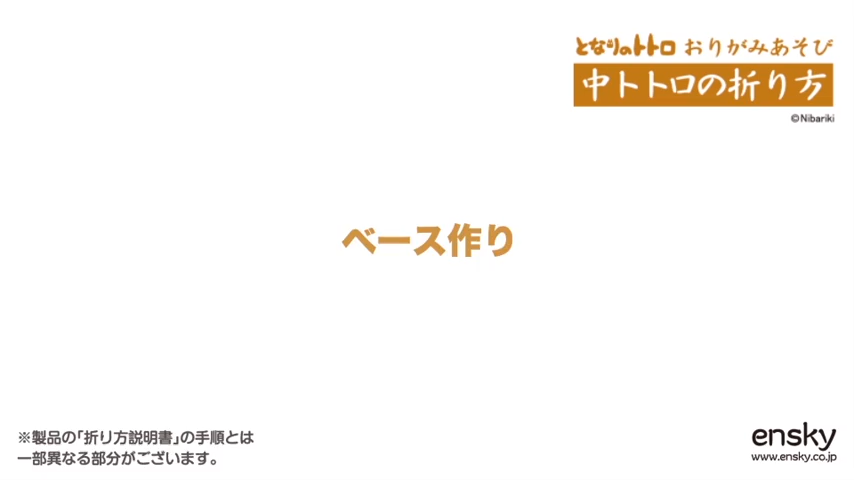 となりのトトロ おりがみあそび
中トトロの折り方
©Nibariki
ベース作り
※製品の「折り方説明書」の手順とは
一部異なる部分がございます。
ensky
www.ensky.co.jp